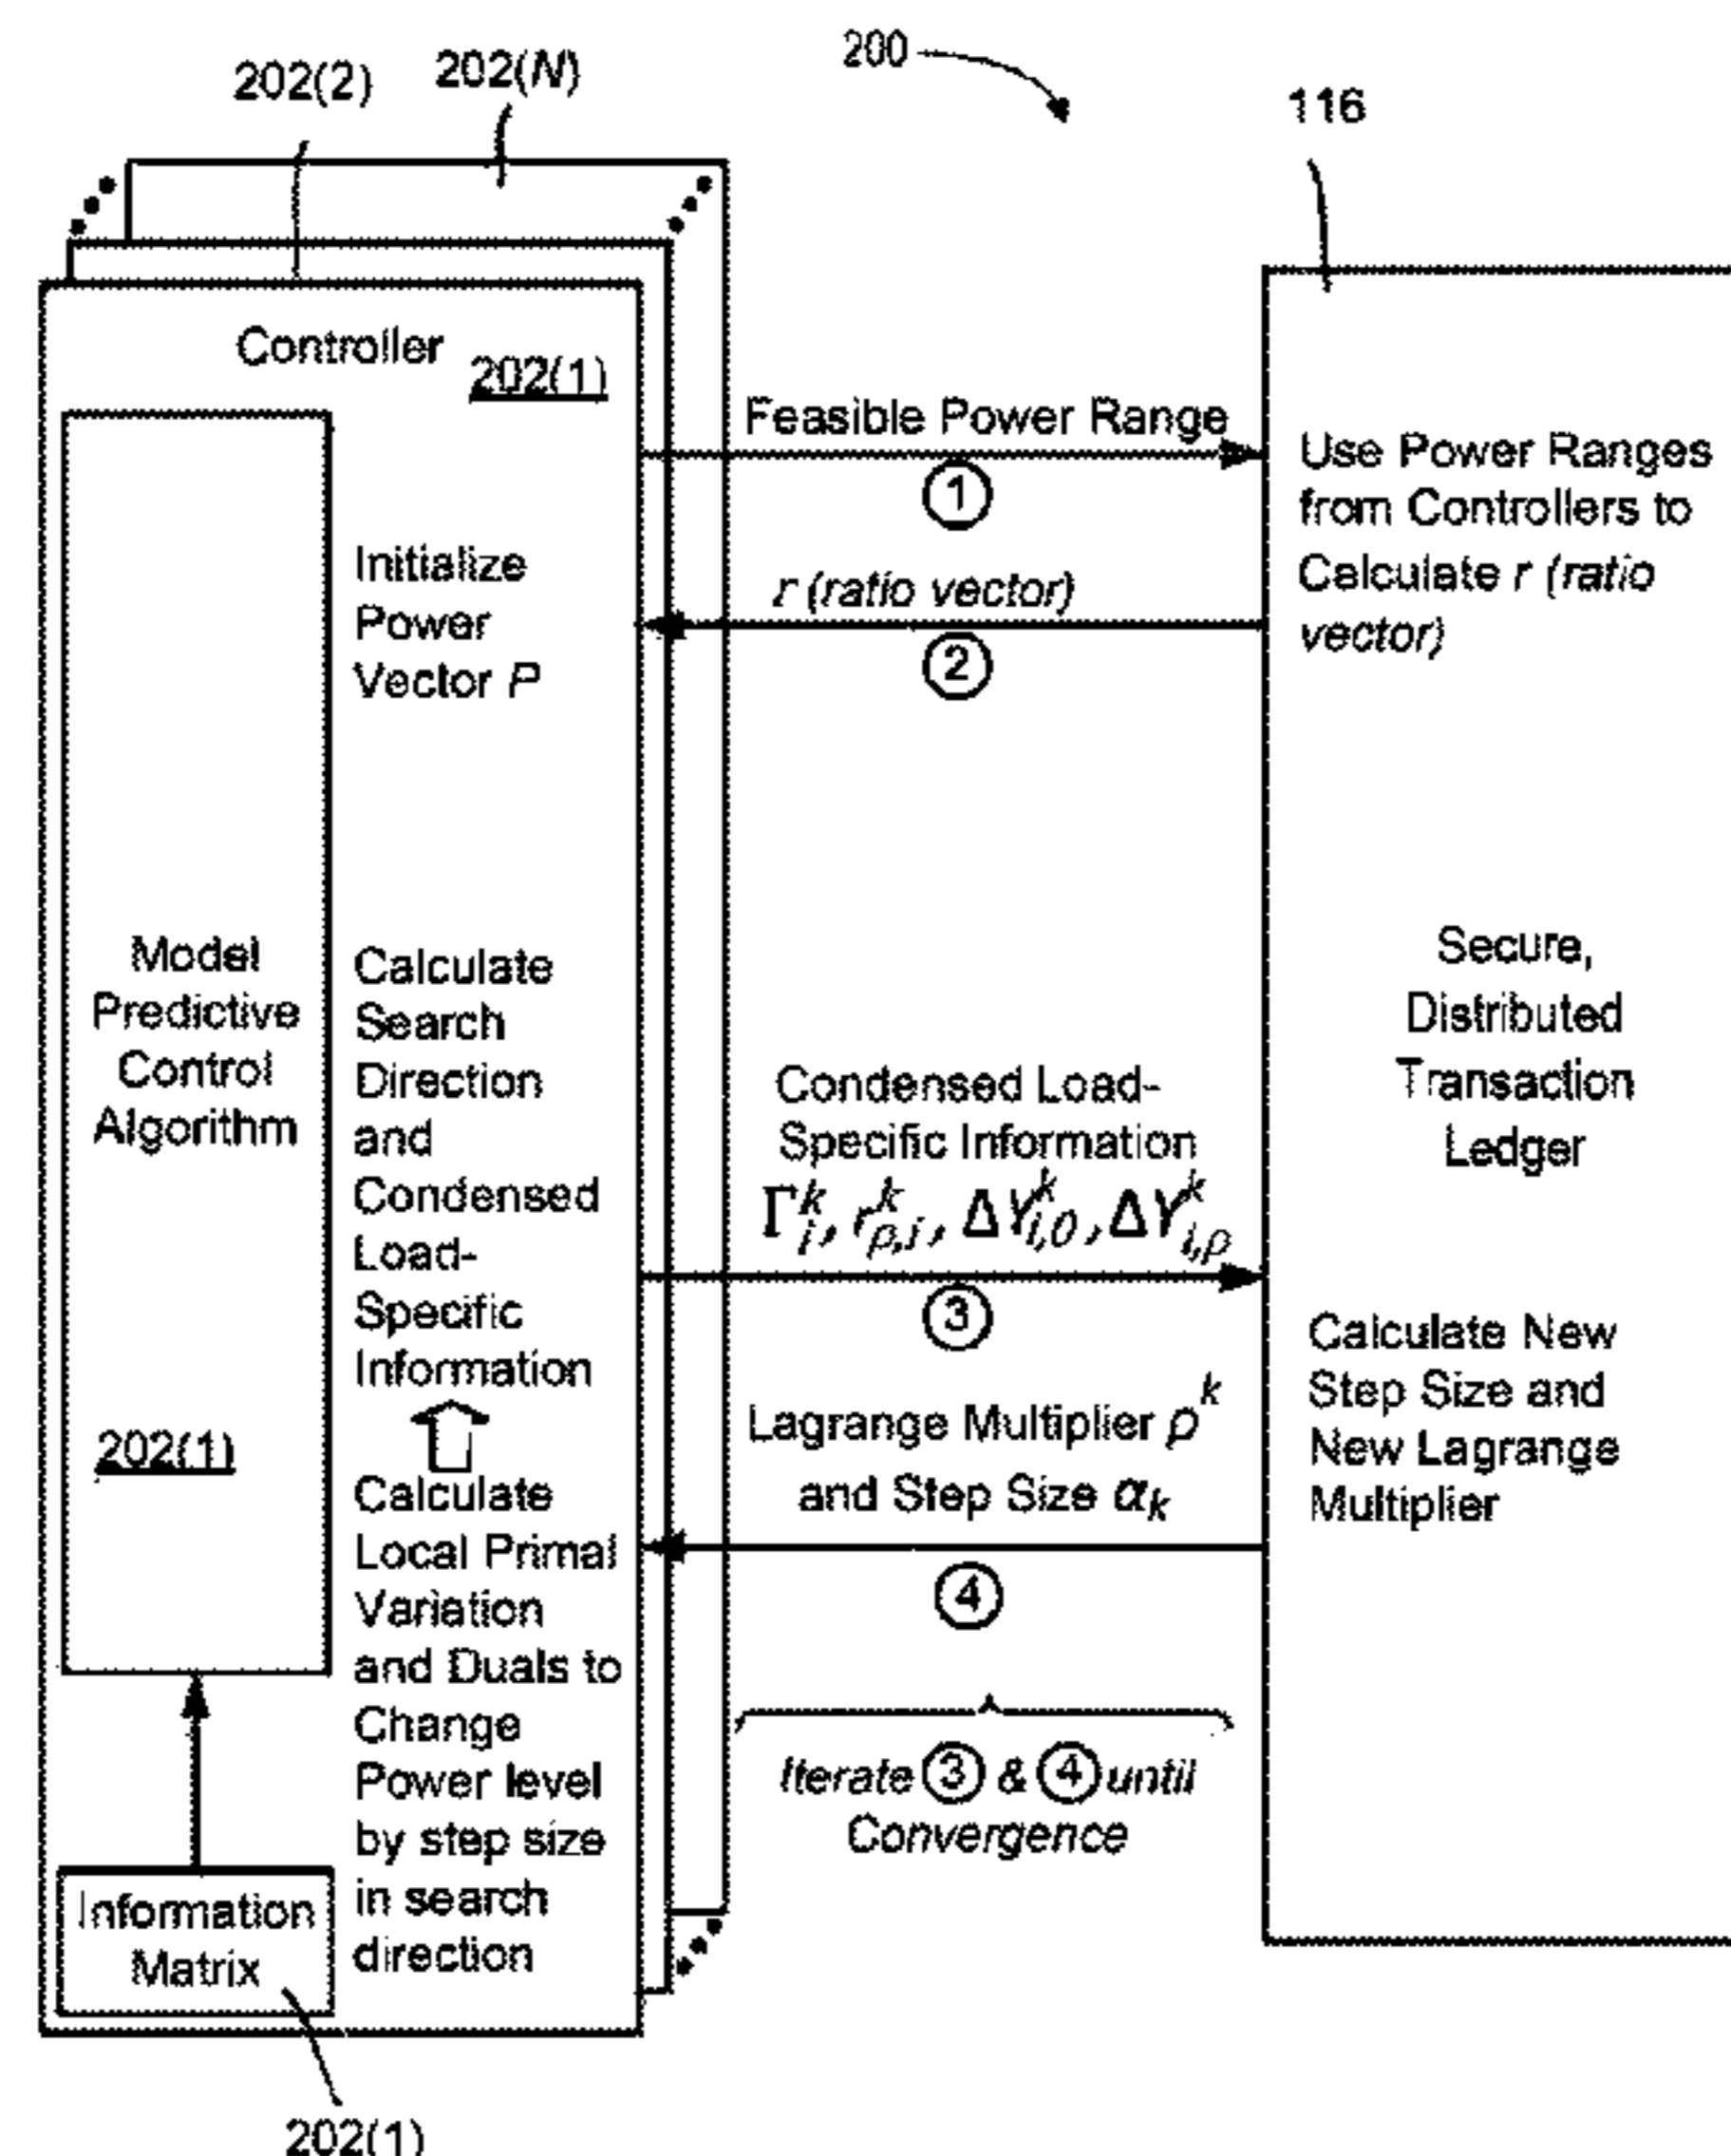 200
202(2)
202(N)
116
Controller
202(1)
Model
Predictive
Control
Algorithm
202(1)
Information
Matrix
202(1)
Initialize
Power
Vector P
Calculate
Search
Direction
and
Condensed
Load-
Specific
Information
Calculate
Local Primal
Variation
and Duals to
Change
Power level
by step size
in search
direction
Feasible Power Range
1
r (ratio vector)
2
Condensed Load-
Specific Information
Γ_i^k, r_{ρ,i}^k, ΔY_{i,0}^k, ΔY_{i,ρ}^k
3
Lagrange Multiplier ρ^k
and Step Size α_k
4
Iterate 3 & 4 until
Convergence
Use Power Ranges
from Controllers to
Calculate r (ratio
vector)
Secure,
Distributed
Transaction
Ledger
Calculate New
Step Size and
New Lagrange
Multiplier